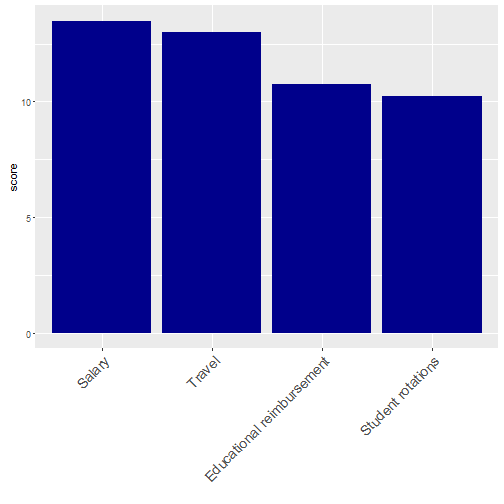 10
5
0
score
Salary
Travel
Educational reimbursement
Student rotations